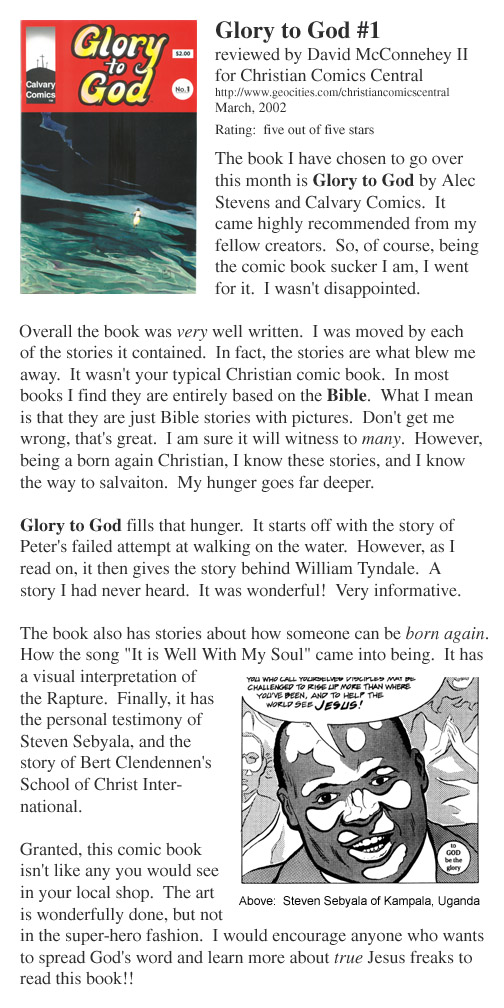 Glory
to
God
$2.00
No.1
Calvary
Comics™
Glory to God #1
reviewed by David McConnehey II
for Christian Comics Central
http://www.geocities.com/christiancomicscentral
March, 2002
Rating:  five out of five stars
The book I have chosen to go over
this month is Glory to God by Alec
Stevens and Calvary Comics.  It
came highly recommended from my
fellow creators.  So, of course, being
the comic book sucker I am, I went
for it.  I wasn't disappointed.
Overall the book was very well written.  I was moved by each
of the stories it contained.  In fact, the stories are what blew me
away.  It wasn't your typical Christian comic book.  In most
books I find they are entirely based on the Bible.  What I mean
is that they are just Bible stories with pictures.  Don't get me
wrong, that's great.  I am sure it will witness to many.  However,
being a born again Christian, I know these stories, and I know
the way to salvaiton.  My hunger goes far deeper.
Glory to God fills that hunger.  It starts off with the story of
Peter's failed attempt at walking on the water.  However, as I
read on, it then gives the story behind William Tyndale.  A
story I had never heard.  It was wonderful!  Very informative.
The book also has stories about how someone can be born again.
How the song "It is Well With My Soul" came into being.  It has
a visual interpretation of
the Rapture.  Finally, it has
the personal testimony of
Steven Sebyala, and the
story of Bert Clendennen's
School of Christ Inter-
national.
YOU WHO CALL YOURSELVES DISCIPLES MAY BE
CHALLENGED TO RISE UP MORE THAN WHERE
YOU'VE BEEN, AND TO HELP THE
WORLD SEE JESUS!
to
GOD
be the
glory
Above:  Steven Sebyala of Kampala, Uganda
Granted, this comic book
isn't like any you would see
in your local shop.  The art
is wonderfully done, but not
in the super-hero fashion.  I would encourage anyone who wants
to spread God's word and learn more about true Jesus freaks to
read this book!!